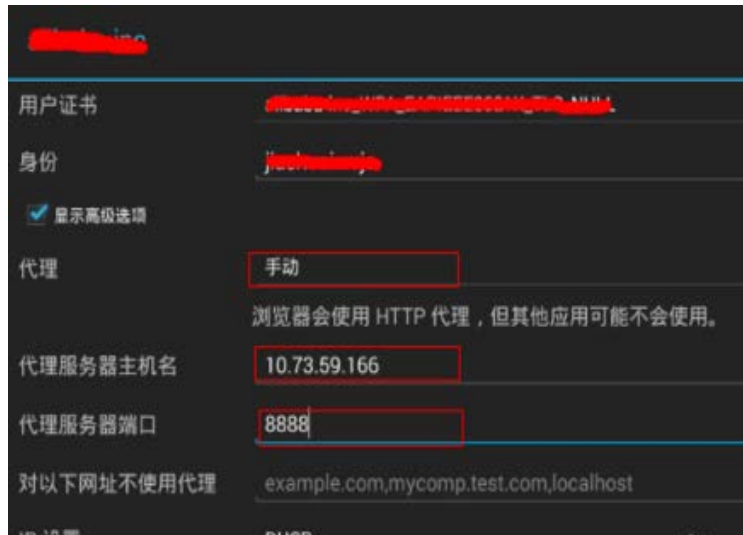 用户证书
身份
显示高级选项
代理
手动
浏览器会使用 HTTP 代理，但其他应用可能不会使用。
代理服务器主机名
10.73.59.166
代理服务器端口
8888
对以下网址不使用代理
example.com,mycomp.test.com,localhost